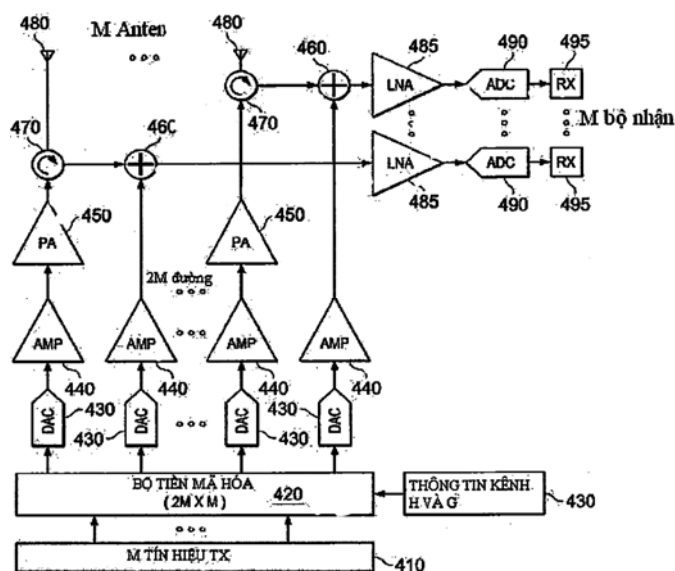 480
M Anten
480
460
485
490
495
LNA
ADC
RX
470
470
46C
M bộ nhận
LNA
ADC
RX
485
490
495
450
450
PA
PA
2M đường
AMP
AMP
AMP
AMP
440
440
440
440
DAC
430
DAC
430
DAC
430
DAC
430
BỘ TIỀN MÃ HÓA
( 2M X M )
420
THÔNG TIN KÊNH
H VÀ G
430
M TÍN HIỆU TX
410